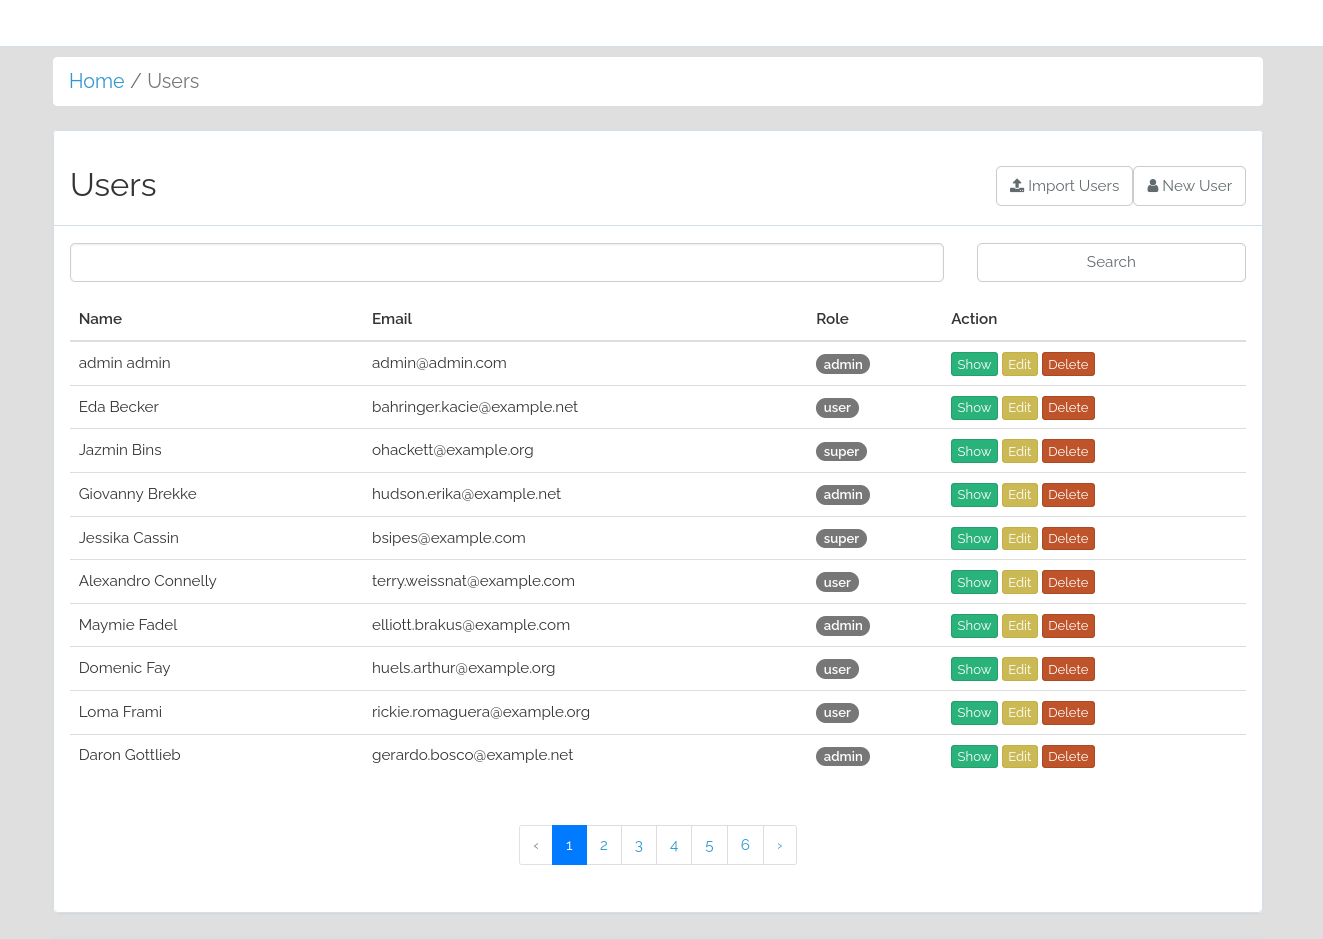 Home / Users
Users
Import Users New User
Search
Name Email Role Action
admin admin admin@admin.com admin Show Edit Delete
Eda Becker bahringer.kacie@example.net user Show Edit Delete
Jazmin Bins ohackett@example.org super Show Edit Delete
Giovanny Brekke hudson.erika@example.net admin Show Edit Delete
Jessika Cassin bsipes@example.com super Show Edit Delete
Alexandro Connelly terry.weissnat@example.com user Show Edit Delete
Maymie Fadel elliott.brakus@example.com admin Show Edit Delete
Domenic Fay huels.arthur@example.org user Show Edit Delete
Loma Frami rickie.romaguera@example.org user Show Edit Delete
Daron Gottlieb gerardo.bosco@example.net admin Show Edit Delete
‹ 1 2 3 4 5 6 ›